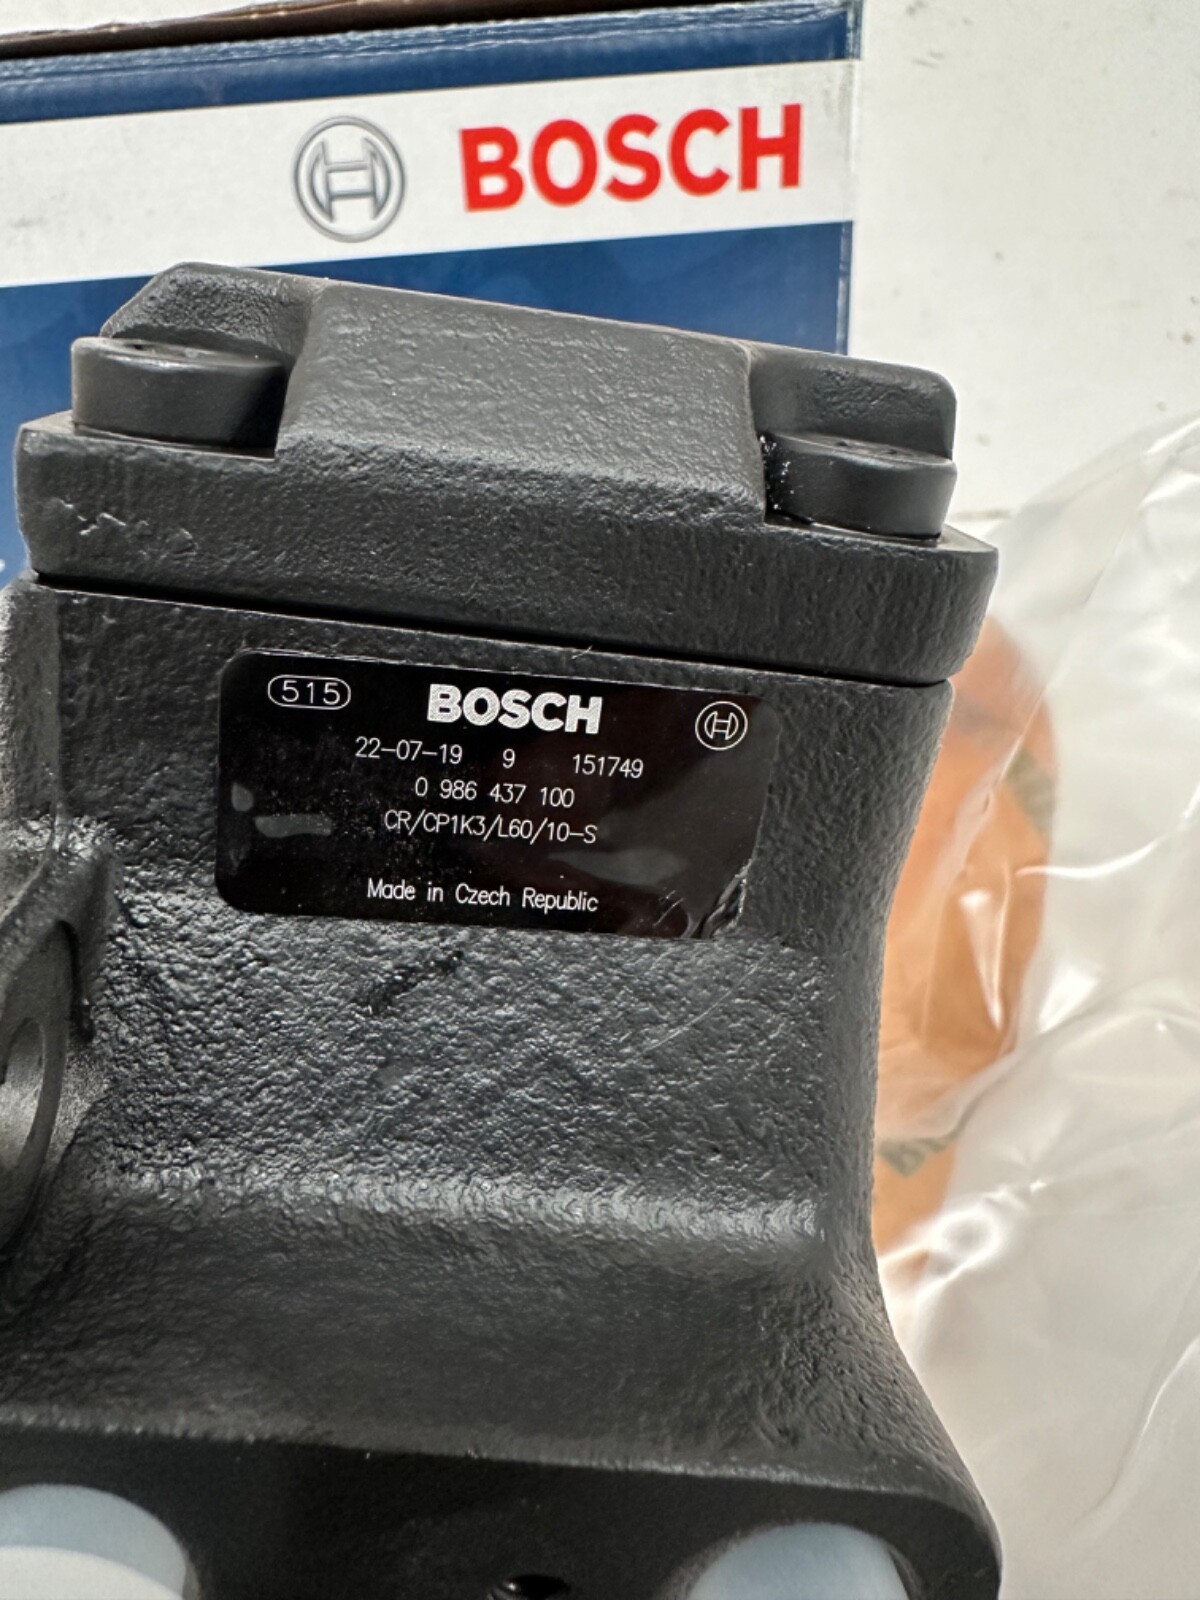 BOSCH
515 BOSCH
22-07-19 9 151749
0 986 437 100
CR/CP1K3/L60/10-S
Made in Czech Republic